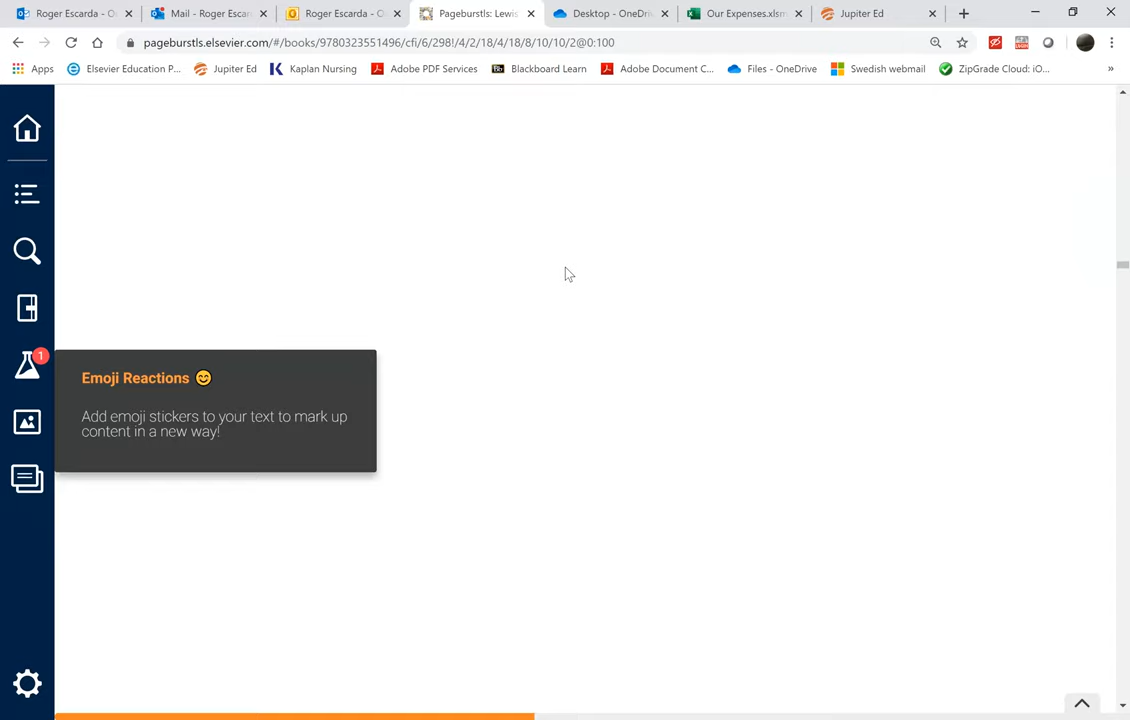 Roger Escarda - O
Mail - Roger Escar
Roger Escarda - O
Pageburstls: Lewis
Desktop - OneDri
Our Expenses.xlsm
Jupiter Ed
pageburstls.elsevier.com/#/books/9780323551496/cfi/6/298!/4/2/18/4/18/8/10/10/2@0:100
Apps
Elsevier Education P...
Jupiter Ed
Kaplan Nursing
Adobe PDF Services
Blackboard Learn
Adobe Document C...
Files - OneDrive
Swedish webmail
ZipGrade Cloud: iO...
»
1
Emoji Reactions
Add emoji stickers to your text to mark up
content in a new way!